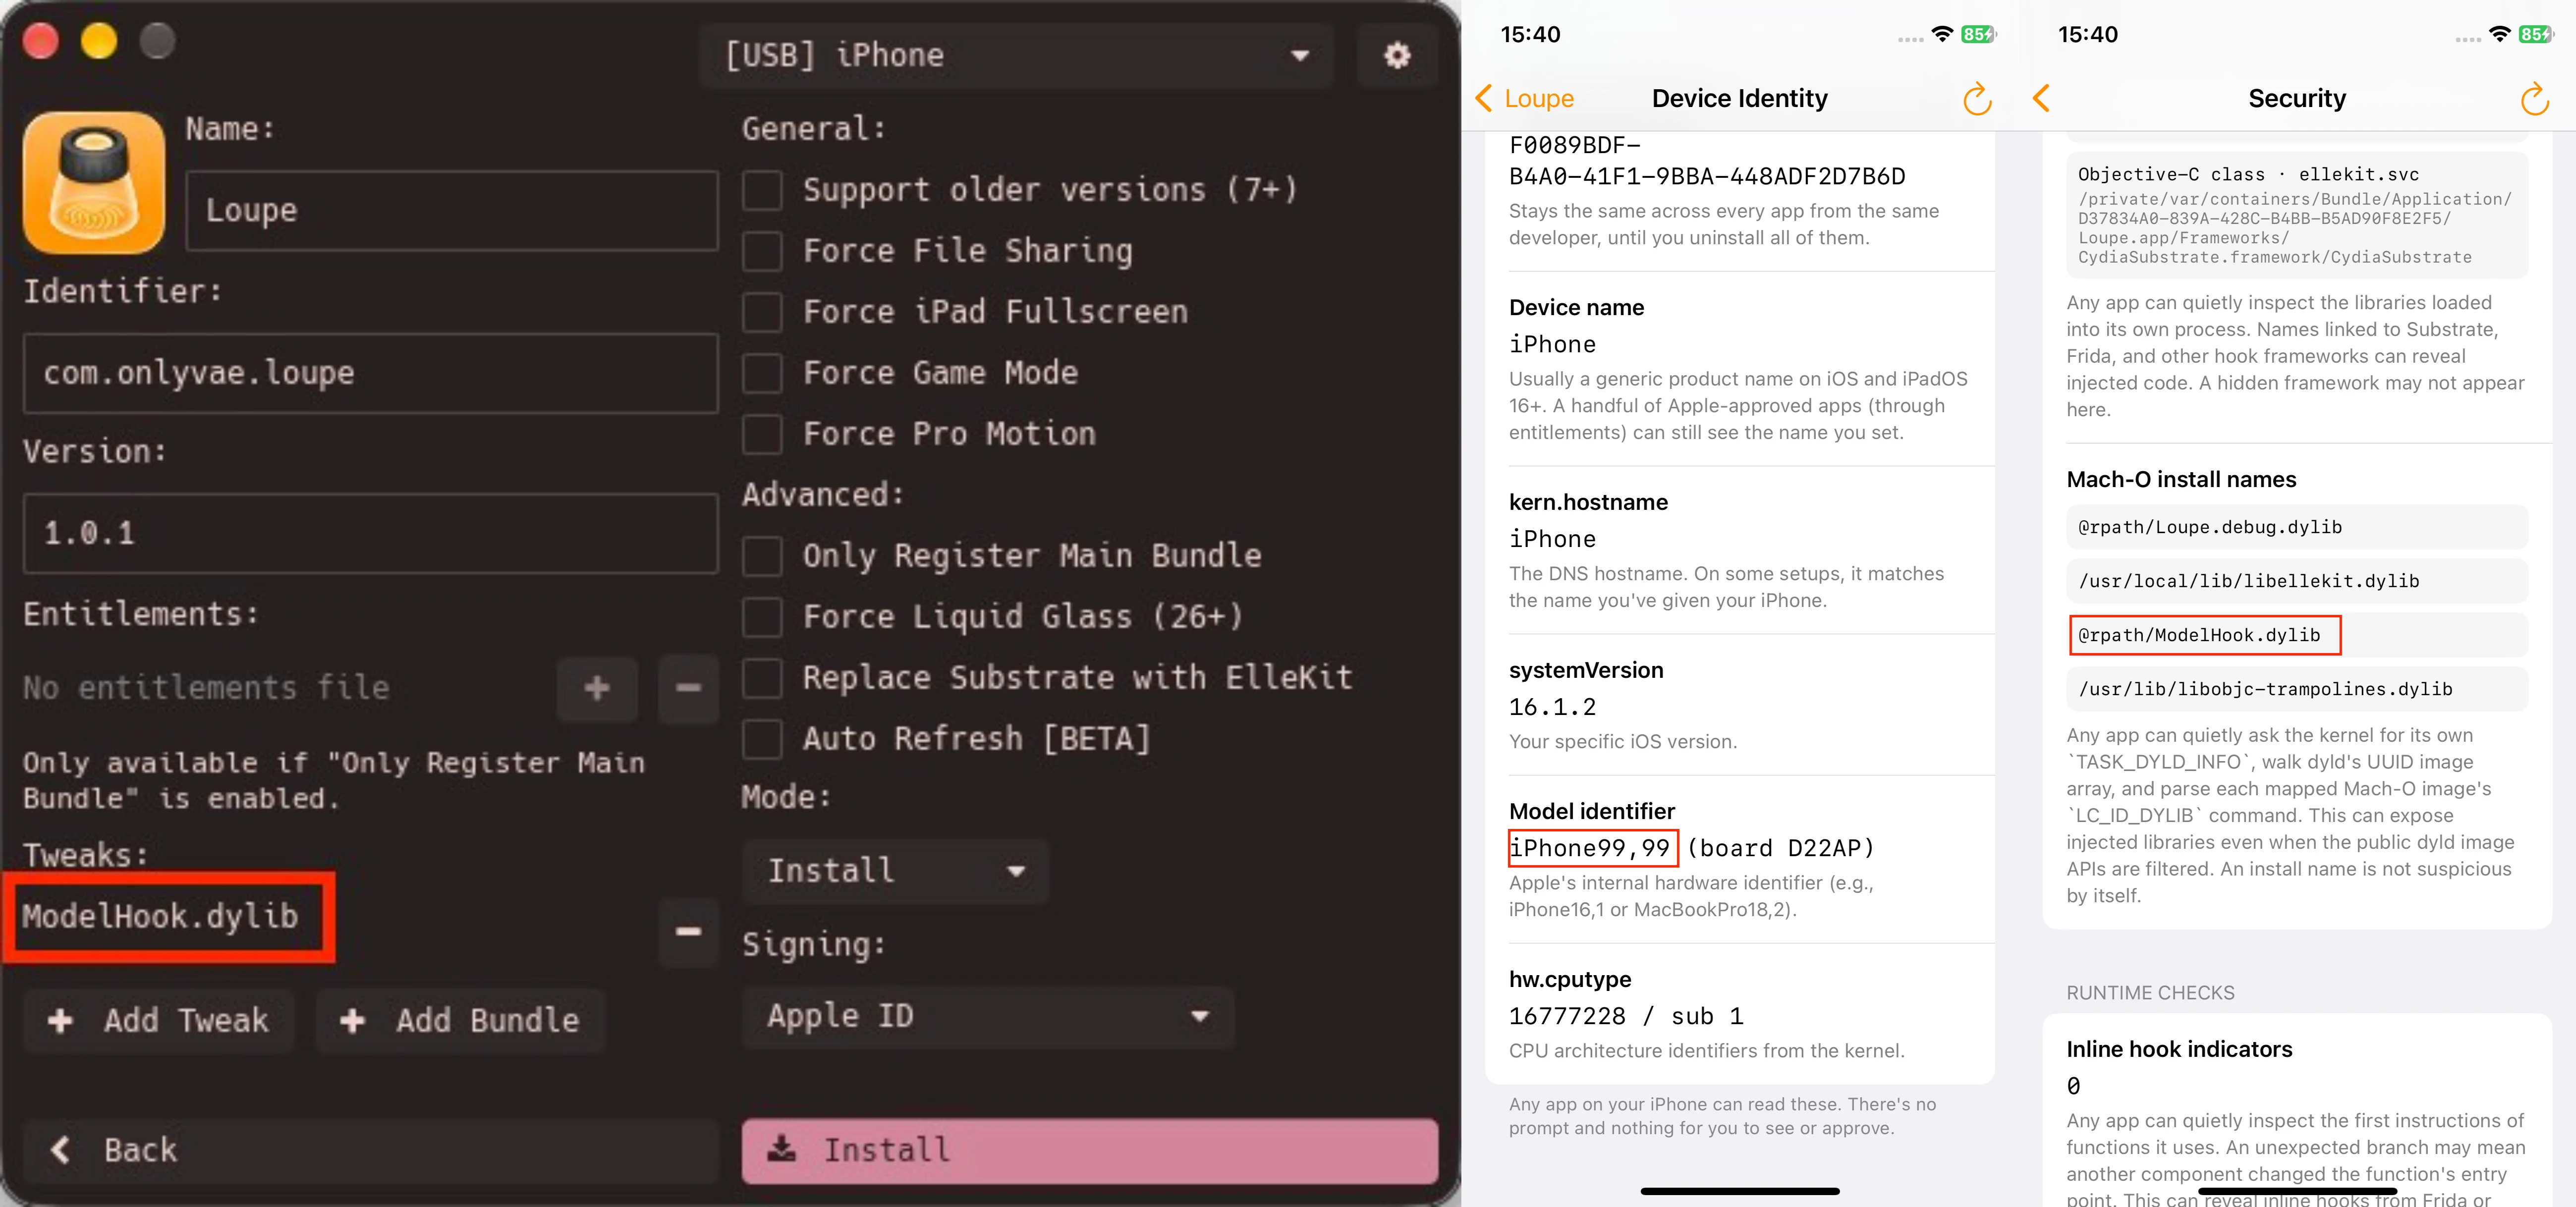 [USB] iPhone
Name:
Loupe
Identifier:
com.onlyvae.loupe
Version:
1.0.1
Entitlements:
No entitlements file
Only available if "Only Register Main
Bundle" is enabled.
Tweaks:
ModelHook.dylib
Add Tweak
Add Bundle
Back
General:
Support older versions (7+)
Force File Sharing
Force iPad Fullscreen
Force Game Mode
Force Pro Motion
Advanced:
Only Register Main Bundle
Force Liquid Glass (26+)
Replace Substrate with ElleKit
Auto Refresh [BETA]
Mode:
Install
Signing:
Apple ID
Install
15:40
85
Loupe
Device Identity
F0089BDF-
B4A0-41F1-9BBA-448ADF2D7B6D
Stays the same across every app from the same
developer, until you uninstall all of them.
Device name
iPhone
Usually a generic product name on iOS and iPadOS
16+. A handful of Apple-approved apps (through
entitlements) can still see the name you set.
kern.hostname
iPhone
The DNS hostname. On some setups, it matches
the name you've given your iPhone.
systemVersion
16.1.2
Your specific iOS version.
Model identifier
iPhone99,99 (board D22AP)
Apple's internal hardware identifier (e.g.,
iPhone16,1 or MacBookPro18,2).
hw.cputype
16777228 / sub 1
CPU architecture identifiers from the kernel.
Any app on your iPhone can read these. There's no
prompt and nothing for you to see or approve.
15:40
85
Security
Objective-C class · ellekit.svc
/private/var/containers/Bundle/Application/
D37834A0-839A-428C-B4BB-B5AD90F8E2F5/
Loupe.app/Frameworks/
CydiaSubstrate.framework/CydiaSubstrate
Any app can quietly inspect the libraries loaded
into its own process. Names linked to Substrate,
Frida, and other hook frameworks can reveal
injected code. A hidden framework may not appear
here.
Mach-O install names
@rpath/Loupe.debug.dylib
/usr/local/lib/libellekit.dylib
@rpath/ModelHook.dylib
/usr/lib/libobjc-trampolines.dylib
Any app can quietly ask the kernel for its own
`TASK_DYLD_INFO`, walk dyld's UUID image
array, and parse each mapped Mach-O image's
`LC_ID_DYLIB` command. This can expose
injected libraries even when the public dyld image
APIs are filtered. An install name is not suspicious
by itself.
RUNTIME CHECKS
Inline hook indicators
0
Any app can quietly inspect the first instructions of
functions it uses. An unexpected branch may mean
another component changed the function's entry
point. This can reveal inline hooks from Frida or